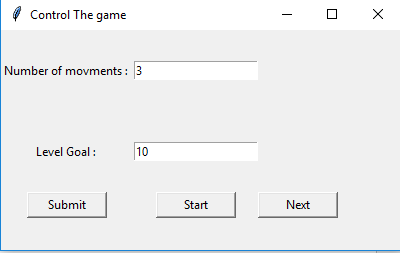 Control The game
Number of movments : 3
Level Goal : 10
Submit Start Next